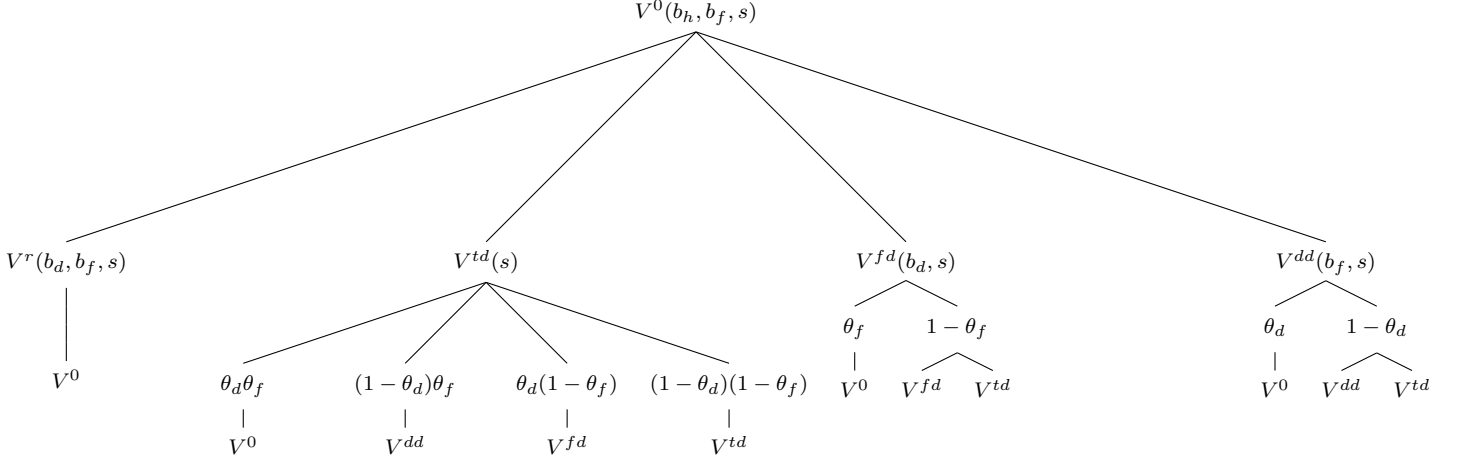 V^0(b_h, b_f, s)
V^r(b_d, b_f, s) V^{td}(s) V^{fd}(b_d, s) V^{dd}(b_f, s)
θ_f 1 − θ_f θ_d 1 − θ_d
V^0 θ_dθ_f (1 − θ_d)θ_f θ_d(1 − θ_f) (1 − θ_d)(1 − θ_f) V^0 V^{fd} V^{td} V^0 V^{dd} V^{td}
V^0 V^{dd} V^{fd} V^{td}